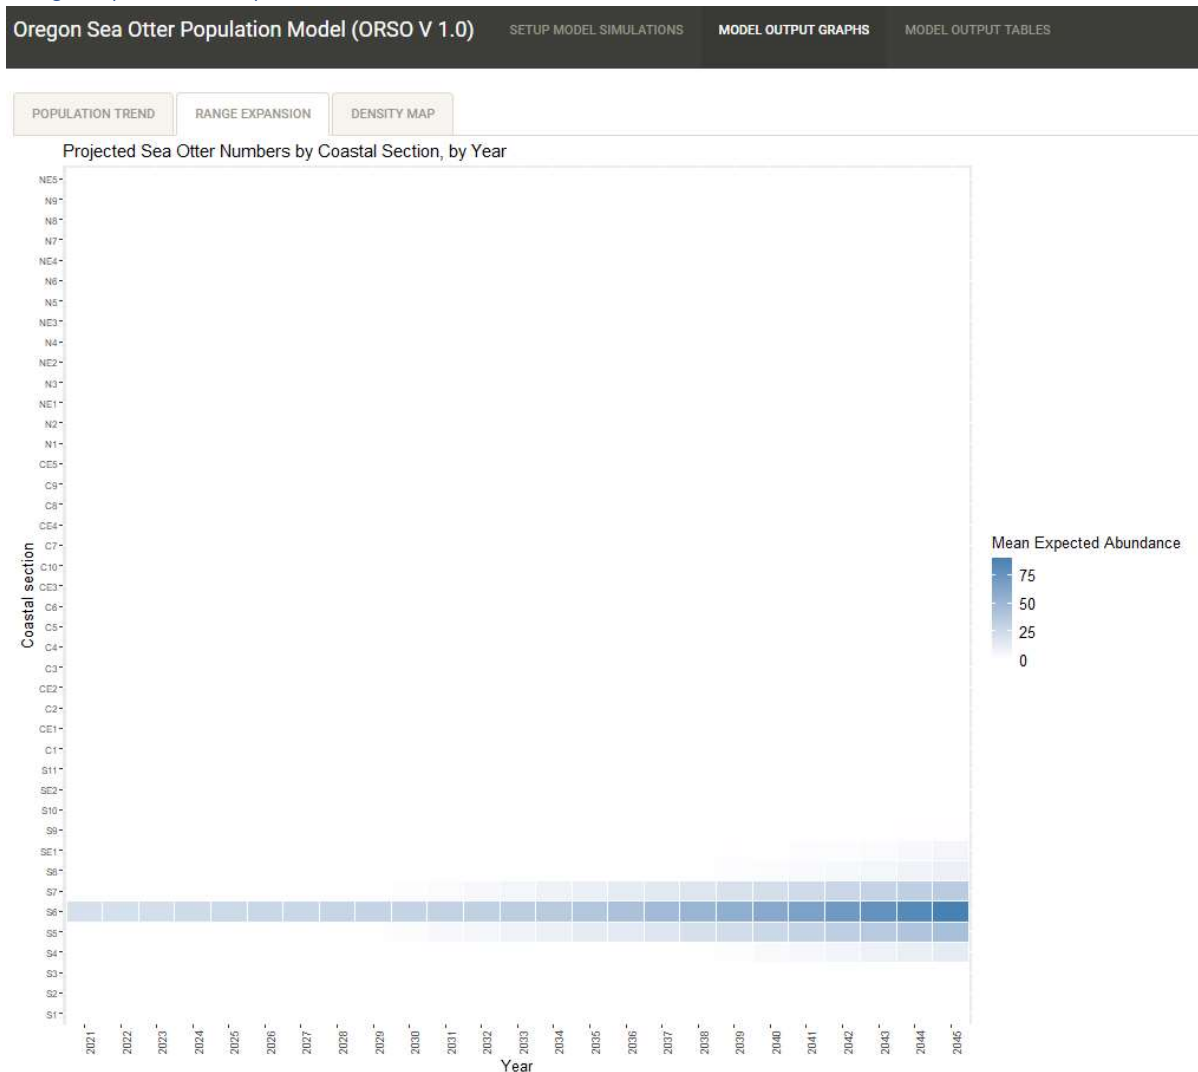 Oregon Sea Otter Population Model (ORSO V 1.0) SETUP MODEL SIMULATIONS MODEL OUTPUT GRAPHS MODEL OUTPUT TABLES
POPULATION TREND RANGE EXPANSION DENSITY MAP
Projected Sea Otter Numbers by Coastal Section, by Year
NE5
N9
N8
N7
NE4
N6
N5
NE3
N4
NE2
N3
NE1
N2
N1
CE5
C9
C8
CE4
C7
C10
CE3
C6
C5
C4
C3
CE2
C2
CE1
C1
S11
SE2
S10
S9
SE1
S8
S7
S6
S5
S4
S3
S2
S1
Coastal section
2021 2022 2023 2024 2025 2026 2027 2028 2029 2030 2031 2032 2033 2034 2035 2036 2037 2038 2039 2040 2041 2042 2043 2044 2045
Year
Mean Expected Abundance
75
50
25
0